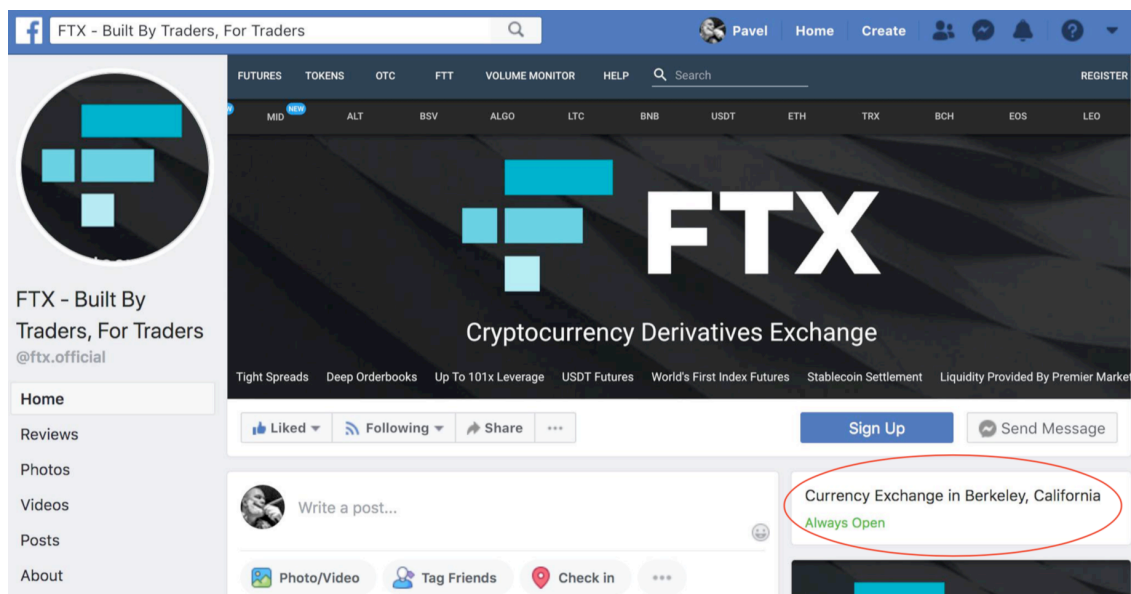 FTX - Built By Traders, For Traders
Pavel Home Create
FUTURES TOKENS OTC FTT VOLUME MONITOR HELP Search REGISTER
MID NEW ALT BSV ALGO LTC BNB USDT ETH TRX BCH EOS LEO
FTX
Cryptocurrency Derivatives Exchange
Tight Spreads Deep Orderbooks Up To 101x Leverage USDT Futures World's First Index Futures Stablecoin Settlement Liquidity Provided By Premier Market
FTX - Built By
Traders, For Traders
@ftx.official
Home
Reviews
Photos
Videos
Posts
About
Liked Following Share ... Sign Up Send Message
Write a post...
Photo/Video Tag Friends Check in ...
Currency Exchange in Berkeley, California
Always Open